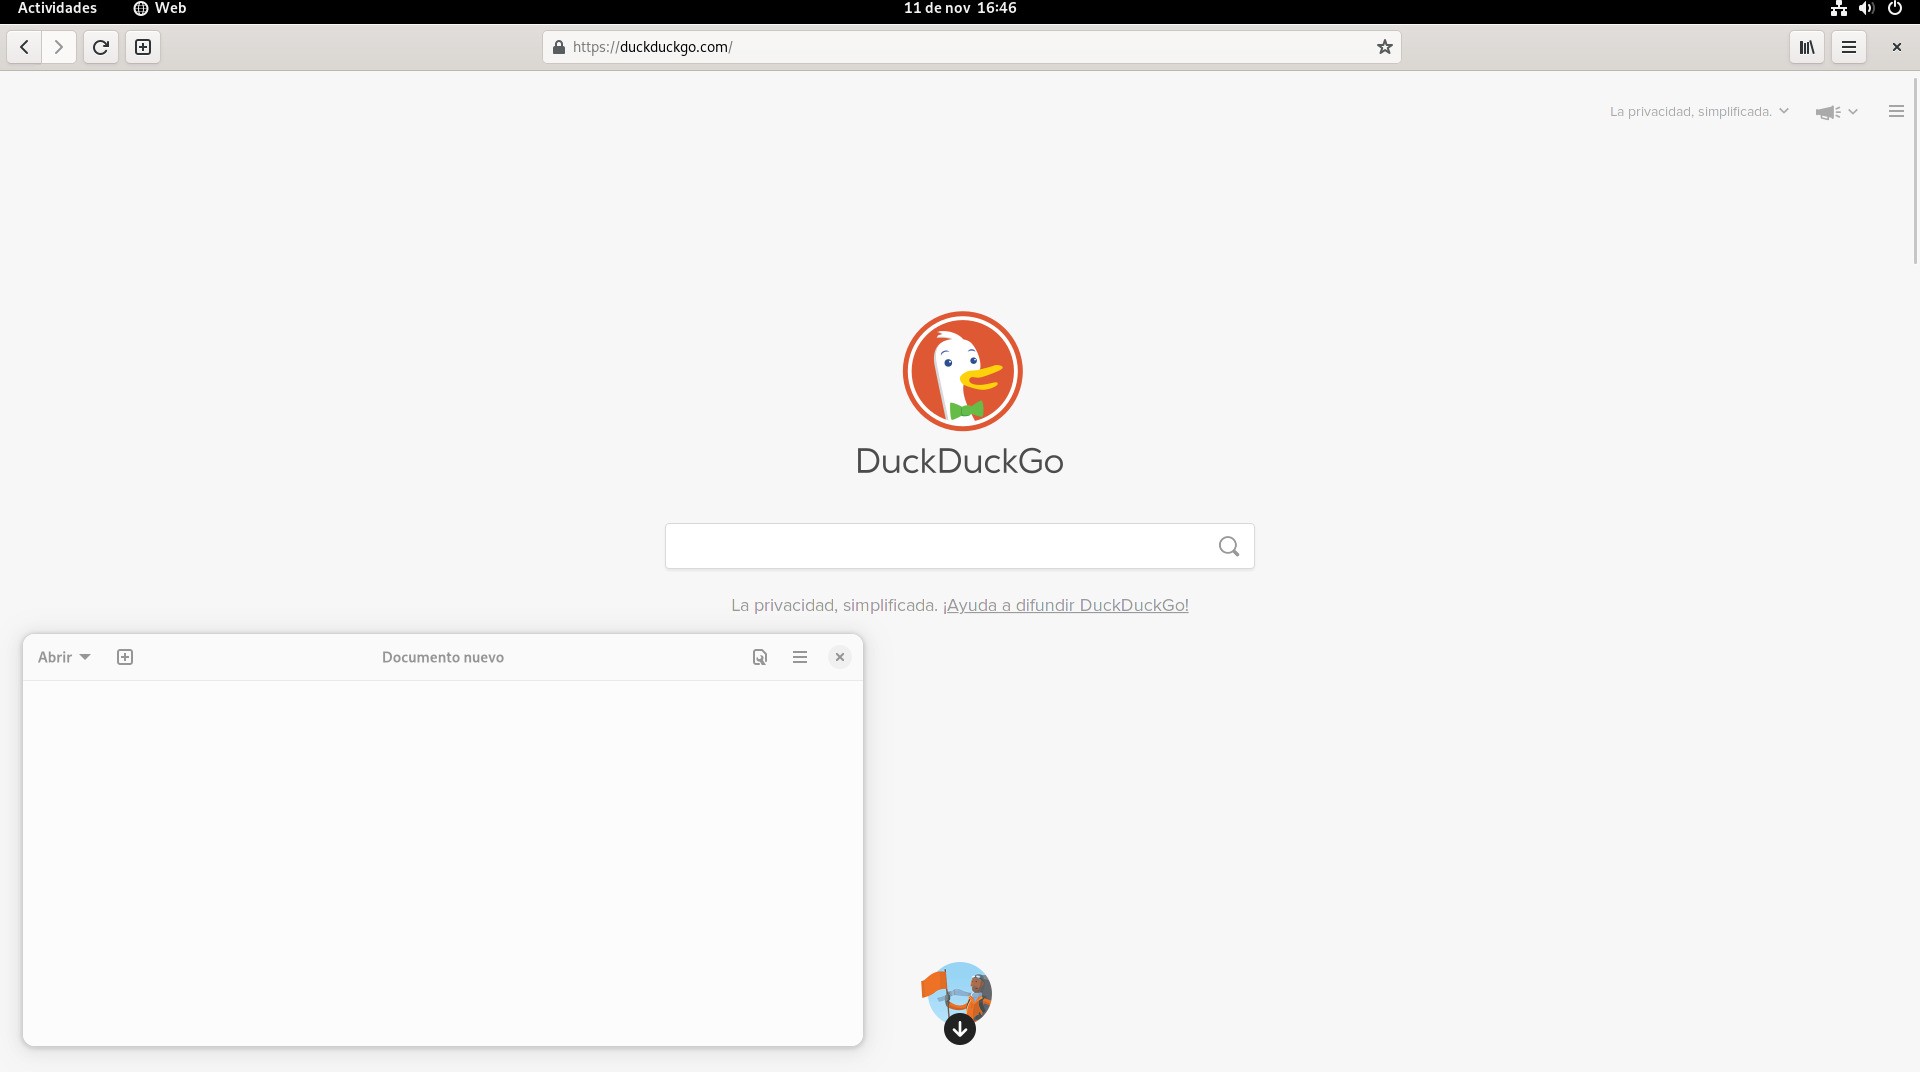 Actividades
Web
11 de nov 16:46
https://duckduckgo.com/
La privacidad, simplificada.
DuckDuckGo
La privacidad, simplificada. ¡Ayuda a difundir DuckDuckGo!
Abrir
Documento nuevo